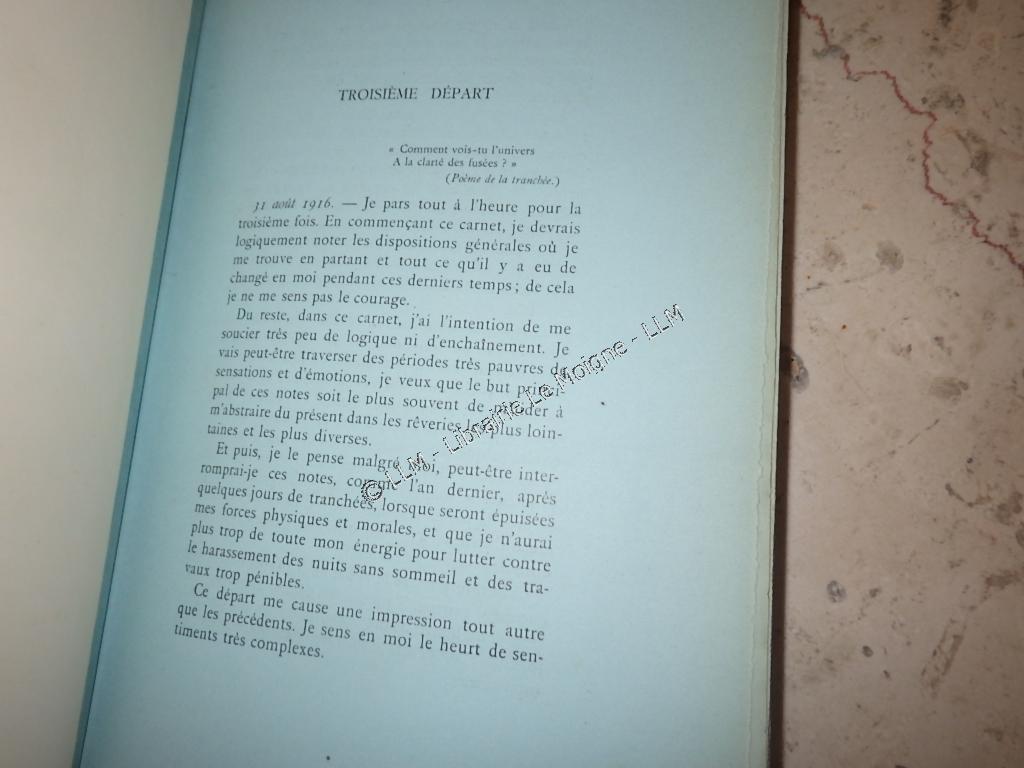 TROISIÈME DÉPART
« Comment vois-tu l'univers
A la clarté des fusées ? »
(Poème de la tranchée.)
31 août 1916. — Je pars tout à l'heure pour la
troisième fois. En commençant ce carnet, je devrais
logiquement noter les dispositions générales où je
me trouve en partant et tout ce qu'il y a eu de
changé en moi pendant ces derniers temps ; de cela
je ne me sens pas le courage.
Du reste, dans ce carnet, j'ai l'intention de me
soucier très peu de logique ni d'enchaînement. Je
vais peut-être traverser des périodes très pauvres de
sensations et d'émotions, je veux que le but princi-
pal de ces notes soit le plus souvent de m'aider à
m'abstraire du présent dans les rêveries les plus loin-
taines et les plus diverses.
Et puis, je le pense malgré moi, peut-être inter-
romprai-je ces notes, comme l'an dernier, après
quelques jours de tranchées, lorsque seront épuisées
mes forces physiques et morales, et que je n'aurai
plus trop de toute mon énergie pour lutter contre
le harassement des nuits sans sommeil et des tra-
vaux trop pénibles.
Ce départ me cause une impression tout autre
que les précédents. Je sens en moi le heurt de sen-
timents très complexes.
© LLM - Librairie Le Moigne - LLM